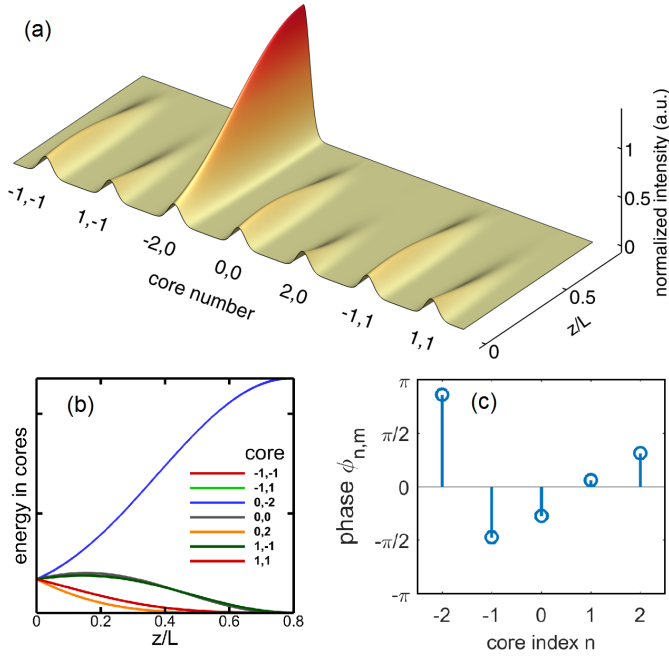 (a)
normalized intensity (a.u.)
1
0.5
0
-1,-1
1,-1
-2,0
0,0
2,0
-1,1
1,1
core number
0
0.5
z/L
(b)
energy in cores
core
-1,-1
-1,1
0,-2
0,0
0,2
1,-1
1,1
0
0.2
0.4
0.6
0.8
z/L
(c)
phase ϕn,m
π
π/2
0
-π/2
-π
-2
-1
0
1
2
core index n